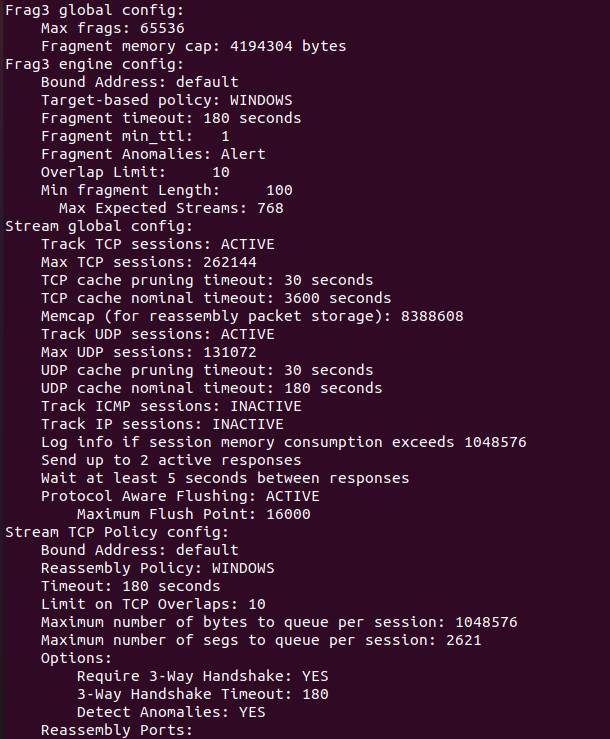 Frag3 global config:
    Max frags: 65536
    Fragment memory cap: 4194304 bytes
Frag3 engine config:
    Bound Address: default
    Target-based policy: WINDOWS
    Fragment timeout: 180 seconds
    Fragment min_ttl:   1
    Fragment Anomalies: Alert
    Overlap Limit:     10
    Min fragment Length:     100
      Max Expected Streams: 768
Stream global config:
    Track TCP sessions: ACTIVE
    Max TCP sessions: 262144
    TCP cache pruning timeout: 30 seconds
    TCP cache nominal timeout: 3600 seconds
    Memcap (for reassembly packet storage): 8388608
    Track UDP sessions: ACTIVE
    Max UDP sessions: 131072
    UDP cache pruning timeout: 30 seconds
    UDP cache nominal timeout: 180 seconds
    Track ICMP sessions: INACTIVE
    Track IP sessions: INACTIVE
    Log info if session memory consumption exceeds 1048576
    Send up to 2 active responses
    Wait at least 5 seconds between responses
    Protocol Aware Flushing: ACTIVE
        Maximum Flush Point: 16000
Stream TCP Policy config:
    Bound Address: default
    Reassembly Policy: WINDOWS
    Timeout: 180 seconds
    Limit on TCP Overlaps: 10
    Maximum number of bytes to queue per session: 1048576
    Maximum number of segs to queue per session: 2621
    Options:
        Require 3-Way Handshake: YES
        3-Way Handshake Timeout: 180
        Detect Anomalies: YES
    Reassembly Ports: